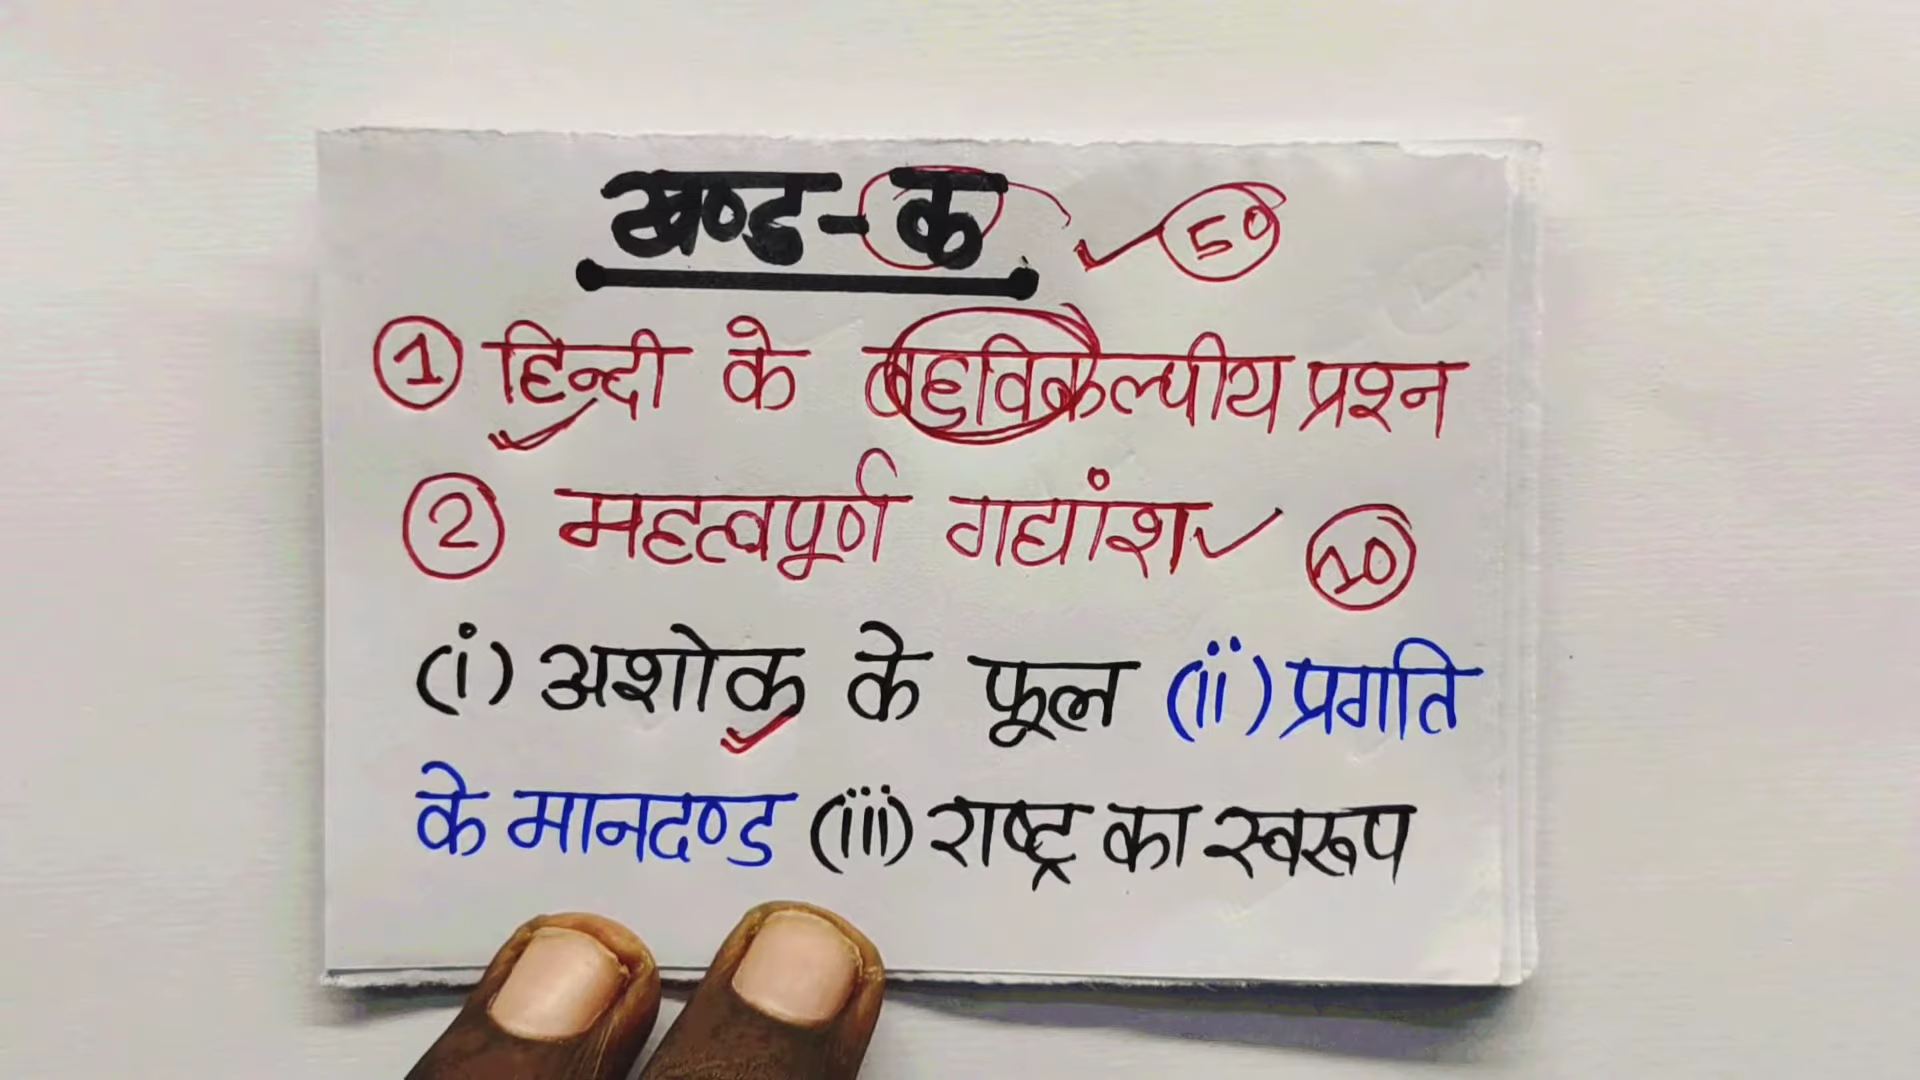 खण्ड-क 50
1 हिन्दी के बहुविकल्पीय प्रश्न
2 महत्वपूर्ण गद्यांश 10
(i) अशोक के फूल (ii) प्रगति
के मानदण्ड (iii) राष्ट्र का स्वरूप